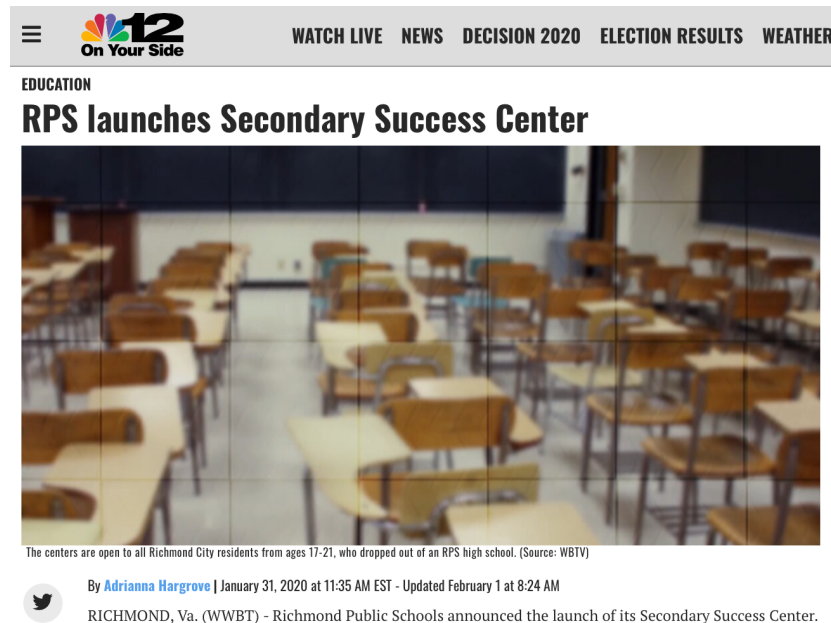 12
On Your Side
WATCH LIVE NEWS DECISION 2020 ELECTION RESULTS WEATHER
EDUCATION
RPS launches Secondary Success Center
The centers are open to all Richmond City residents from ages 17-21, who dropped out of an RPS high school. (Source: WBTV)
By Adrianna Hargrove | January 31, 2020 at 11:35 AM EST - Updated February 1 at 8:24 AM
RICHMOND, Va. (WWBT) - Richmond Public Schools announced the launch of its Secondary Success Center.